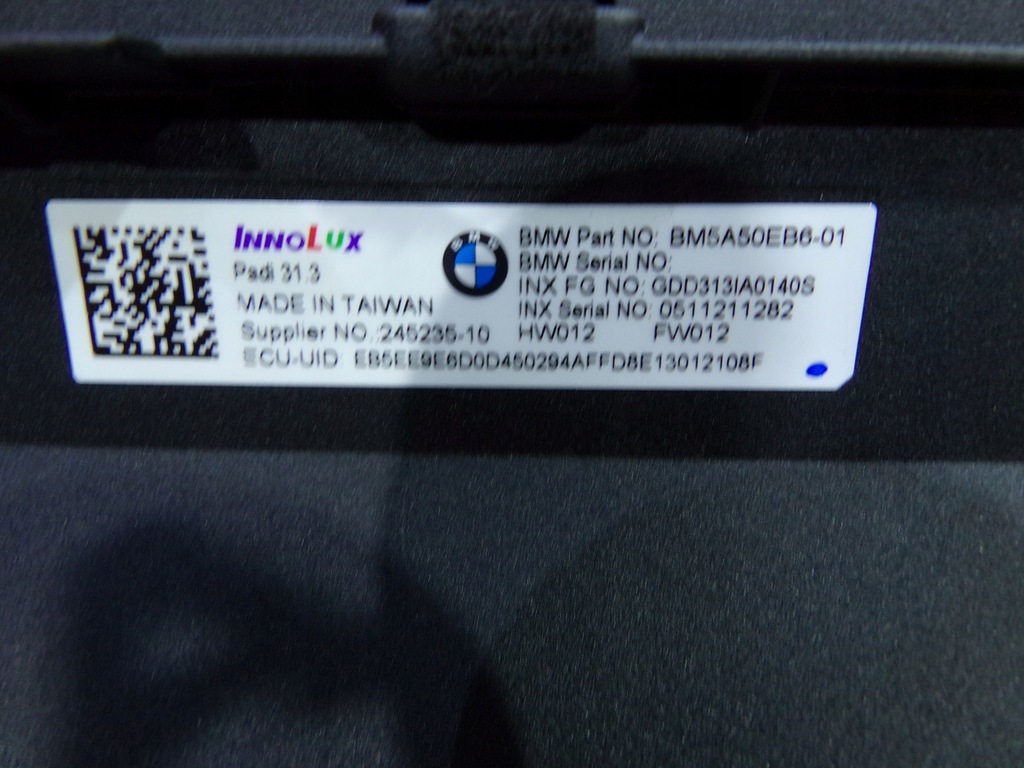 INNOLUX
Padi 31.3
MADE IN TAIWAN
Supplier NO.:245235-10
ECU-UID EB5EE9E6D0D450294AFFD8E13012108F
BMW
BMW Part NO: BM5A50EB6-01
BMW Serial NO:
INX FG NO: GDD313IA0140S
INX Serial NO: 0511211282
HW012 FW012